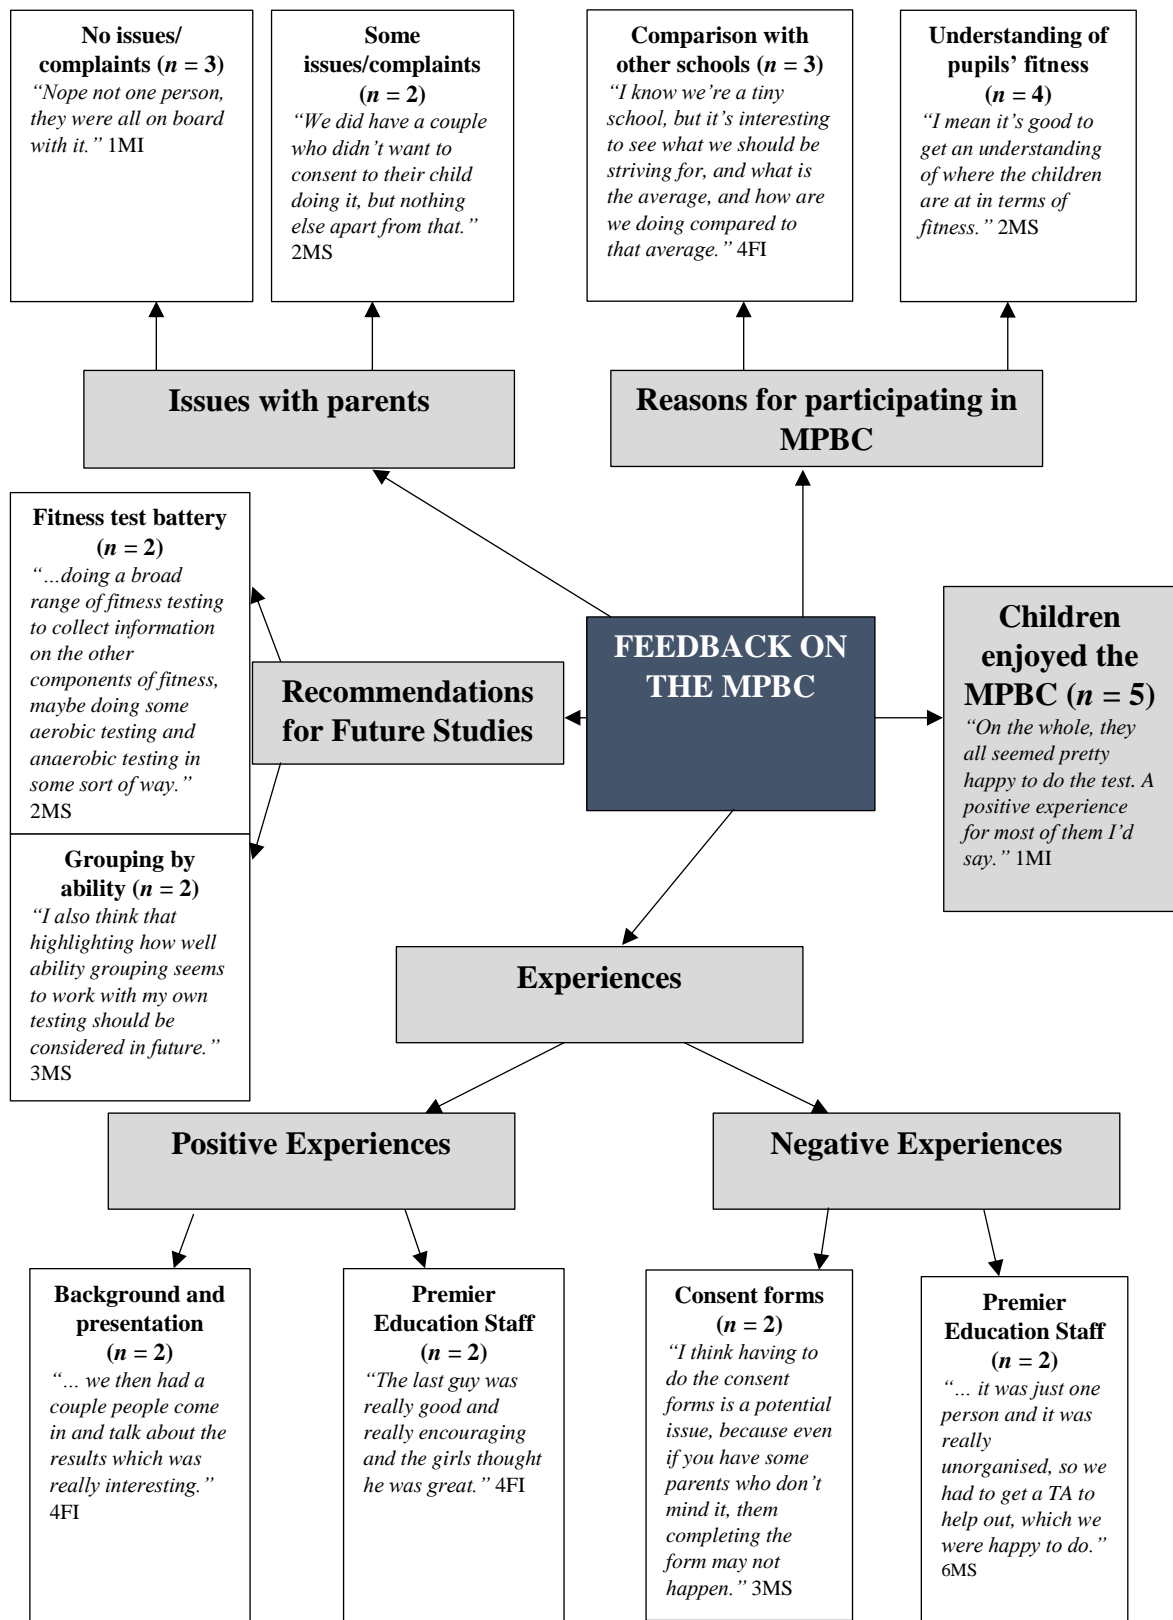 No issues/
complaints (n = 3)
“Nope not one person,
they were all on board
with it.” 1MI
Some
issues/complaints
(n = 2)
“We did have a couple
who didn’t want to
consent to their child
doing it, but nothing
else apart from that.”
2MS
Comparison with
other schools (n = 3)
“I know we’re a tiny
school, but it’s interesting
to see what we should be
striving for, and what is
the average, and how are
we doing compared to
that average.” 4FI
Understanding of
pupils’ fitness
(n = 4)
“I mean it’s good to
get an understanding
of where the children
are at in terms of
fitness.” 2MS
Issues with parents
Reasons for participating in
MPBC
Fitness test battery
(n = 2)
“…doing a broad
range of fitness testing
to collect information
on the other
components of fitness,
maybe doing some
aerobic testing and
anaerobic testing in
some sort of way.”
2MS
Grouping by
ability (n = 2)
“I also think that
highlighting how well
ability grouping seems
to work with my own
testing should be
considered in future.”
3MS
Recommendations
for Future Studies
FEEDBACK ON
THE MPBC
Children
enjoyed the
MPBC (n = 5)
“On the whole, they
all seemed pretty
happy to do the test. A
positive experience
for most of them I’d
say.” 1MI
Experiences
Positive Experiences
Negative Experiences
Background and
presentation
(n = 2)
“… we then had a
couple people come
in and talk about the
results which was
really interesting.”
4FI
Premier
Education Staff
(n = 2)
“The last guy was
really good and
really encouraging
and the girls thought
he was great.” 4FI
Consent forms
(n = 2)
“I think having to
do the consent
forms is a potential
issue, because even
if you have some
parents who don’t
mind it, them
completing the
form may not
happen.” 3MS
Premier
Education Staff
(n = 2)
“… it was just one
person and it was
really
unorganised, so we
had to get a TA to
help out, which we
were happy to do.”
6MS